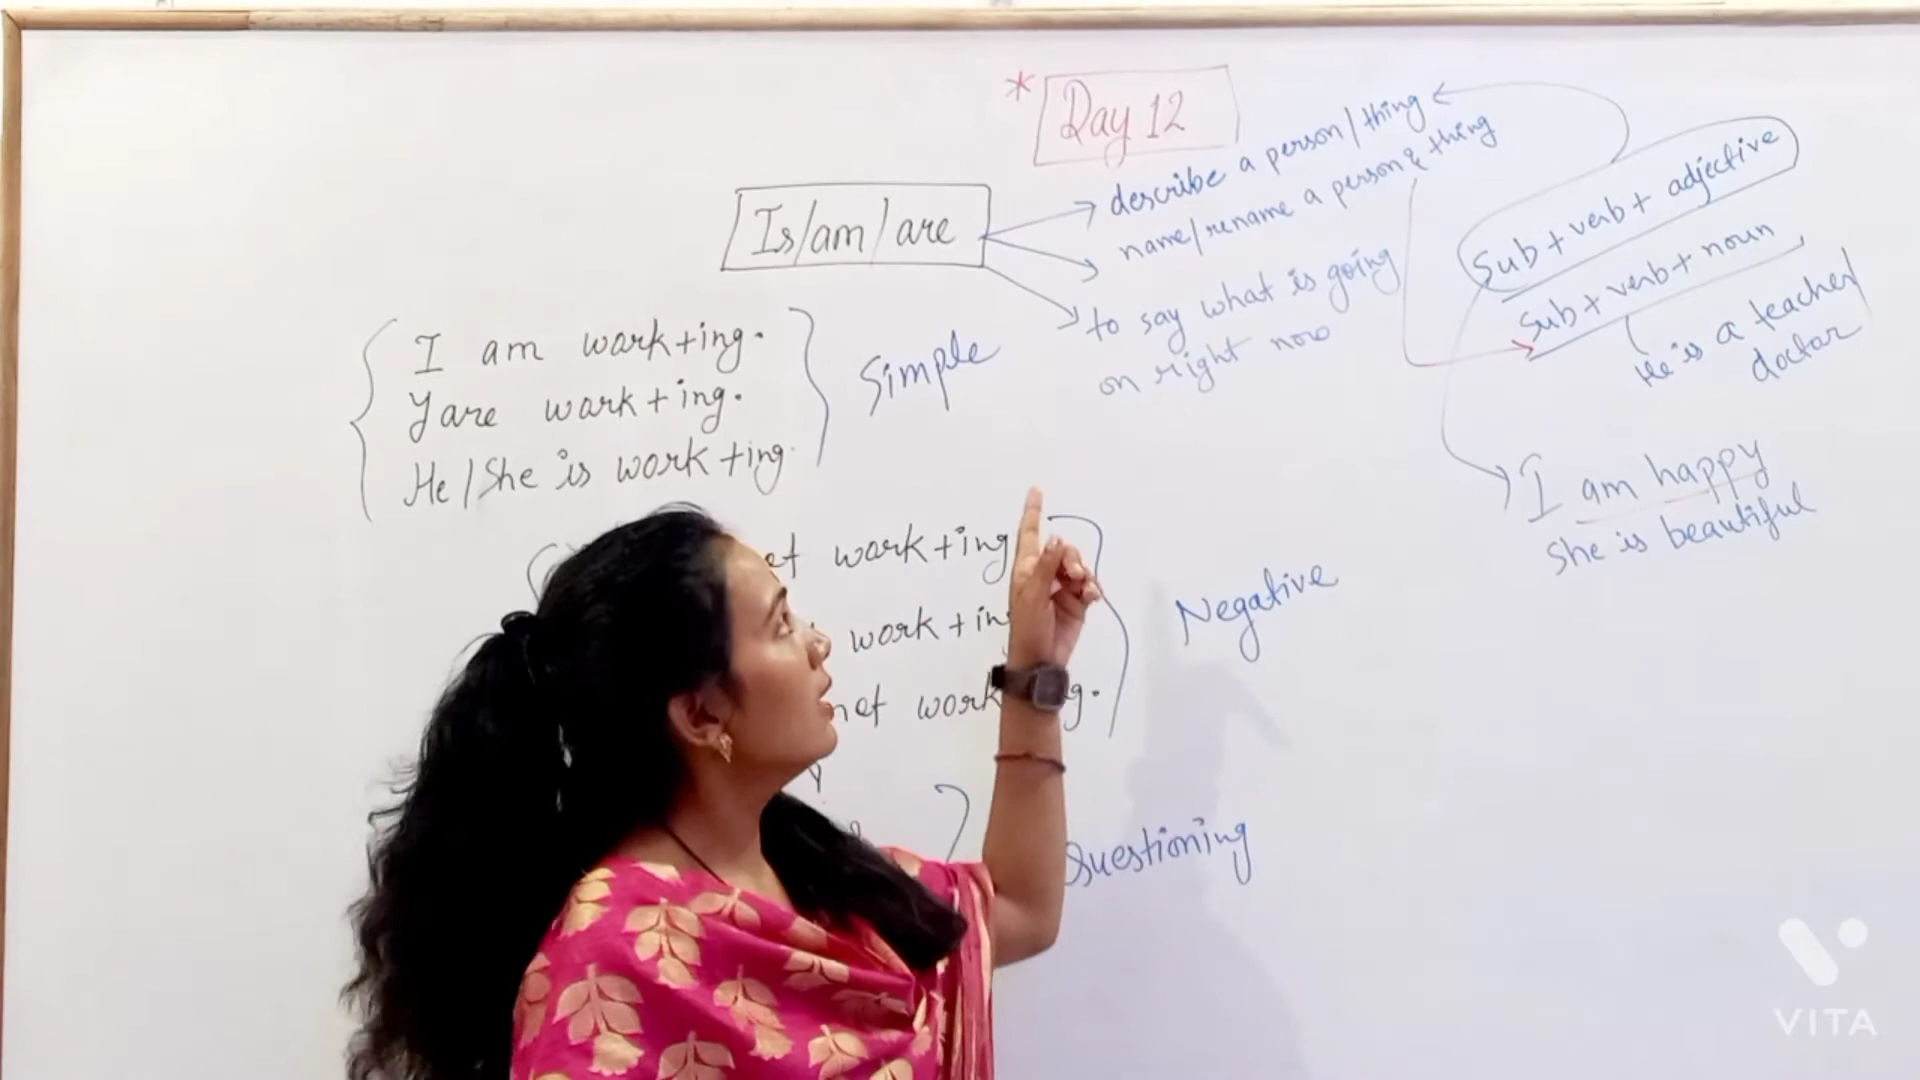 * Day 12
Is/am/are
describe a person/thing
name/rename a person & thing
to say what is going
on right now
Sub + verb + adjective
Sub + verb + noun
He is a teacher
doctor
I am happy
She is beautiful
I am work+ing.
Y are work+ing.
He/She is work+ing.
Simple
work+ing
work+in
not work g.
Negative
Questioning
VITA